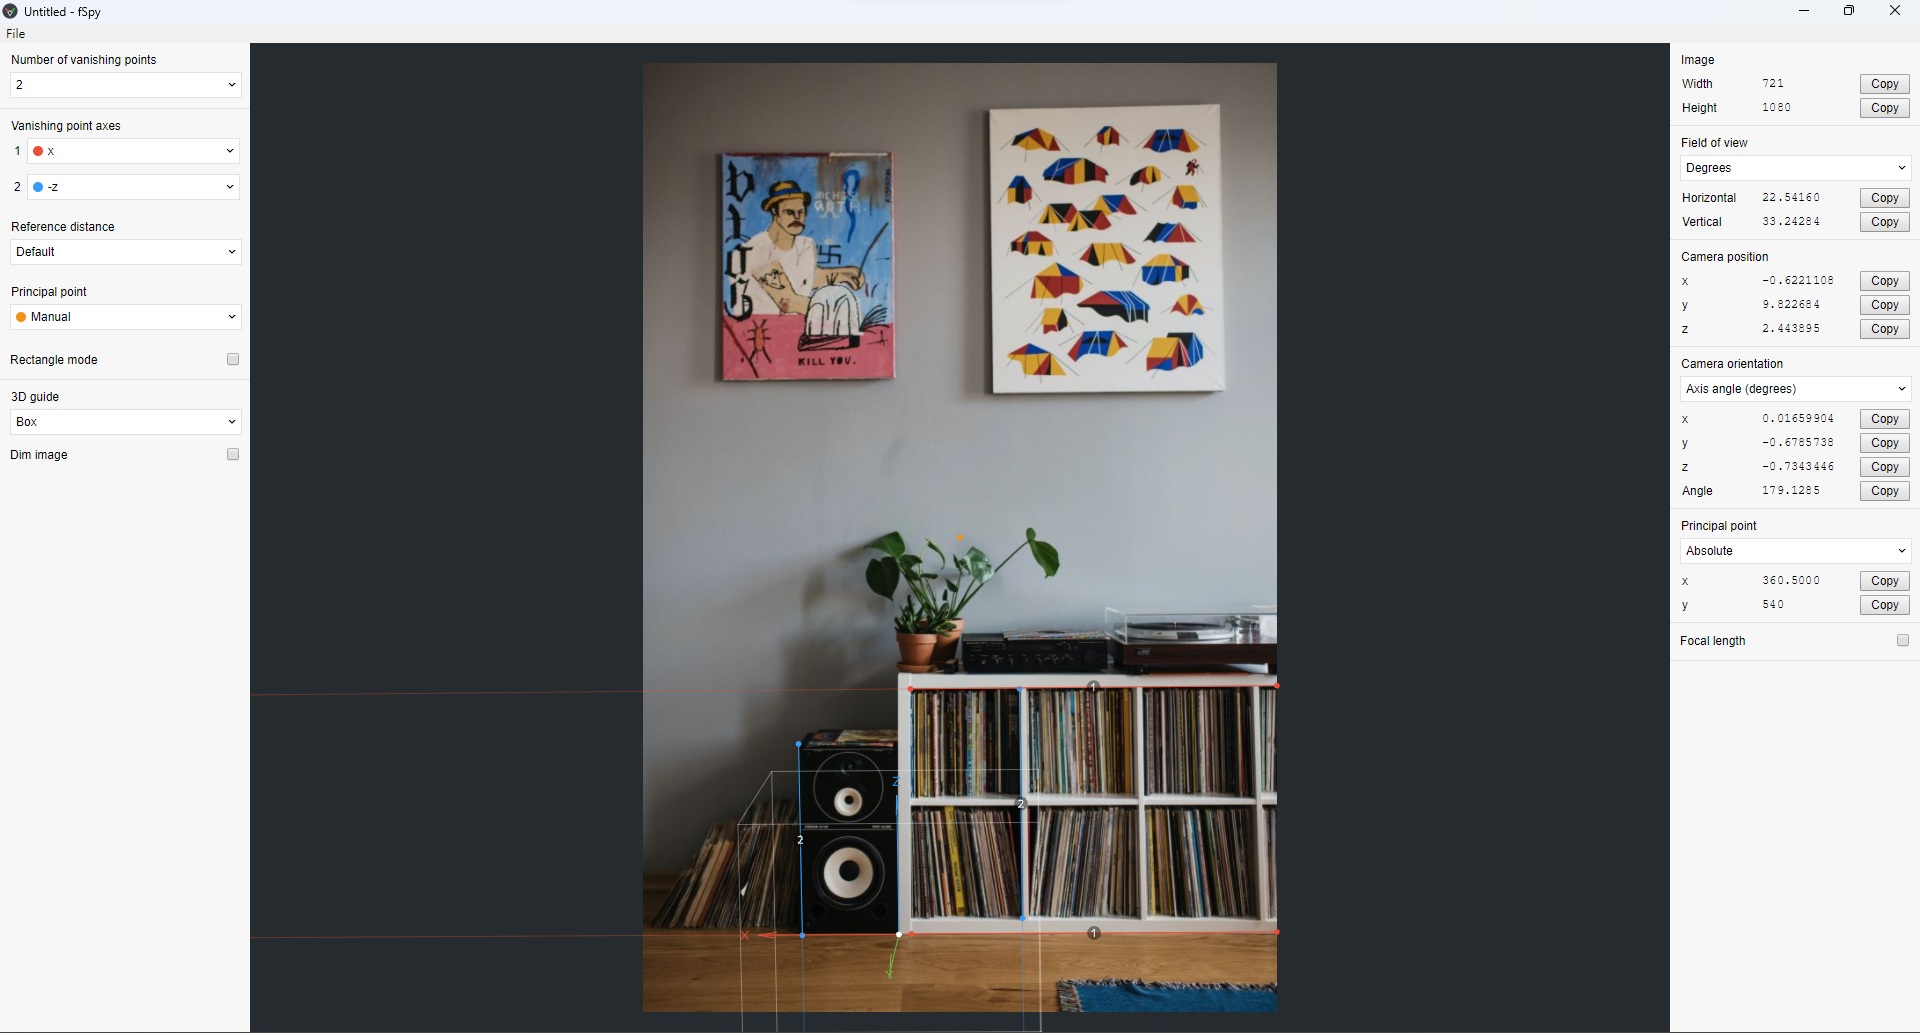 Untitled - fSpy
File
Number of vanishing points
2
Vanishing point axes
1
x
2
-z
Reference distance
Default
Principal point
Manual
Rectangle mode
3D guide
Box
Dim image
KILL YOU.
1
2
2
1
Z
X
Image
Width 721 Copy
Height 1080 Copy
Field of view
Degrees
Horizontal 22.54160 Copy
Vertical 33.24284 Copy
Camera position
x -0.6221108 Copy
y 9.822684 Copy
z 2.443895 Copy
Camera orientation
Axis angle (degrees)
x 0.01659904 Copy
y -0.6785738 Copy
z -0.7343446 Copy
Angle 179.1285 Copy
Principal point
Absolute
x 360.5000 Copy
y 540 Copy
Focal length